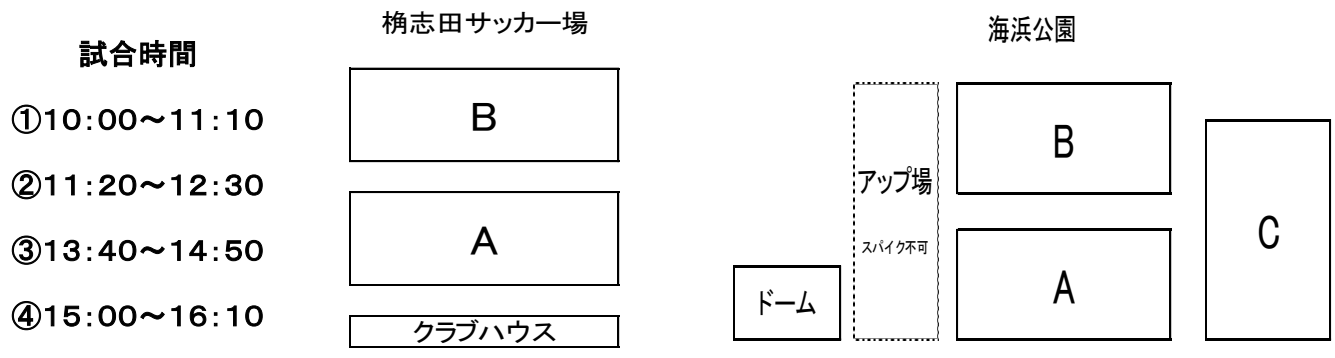 試合時間
①10:00～11:10
②11:20～12:30
③13:40～14:50
④15:00～16:10
桷志田サッカー場
B
A
クラブハウス
海浜公園
アップ場
スパイク不可
ドーム
B
A
C